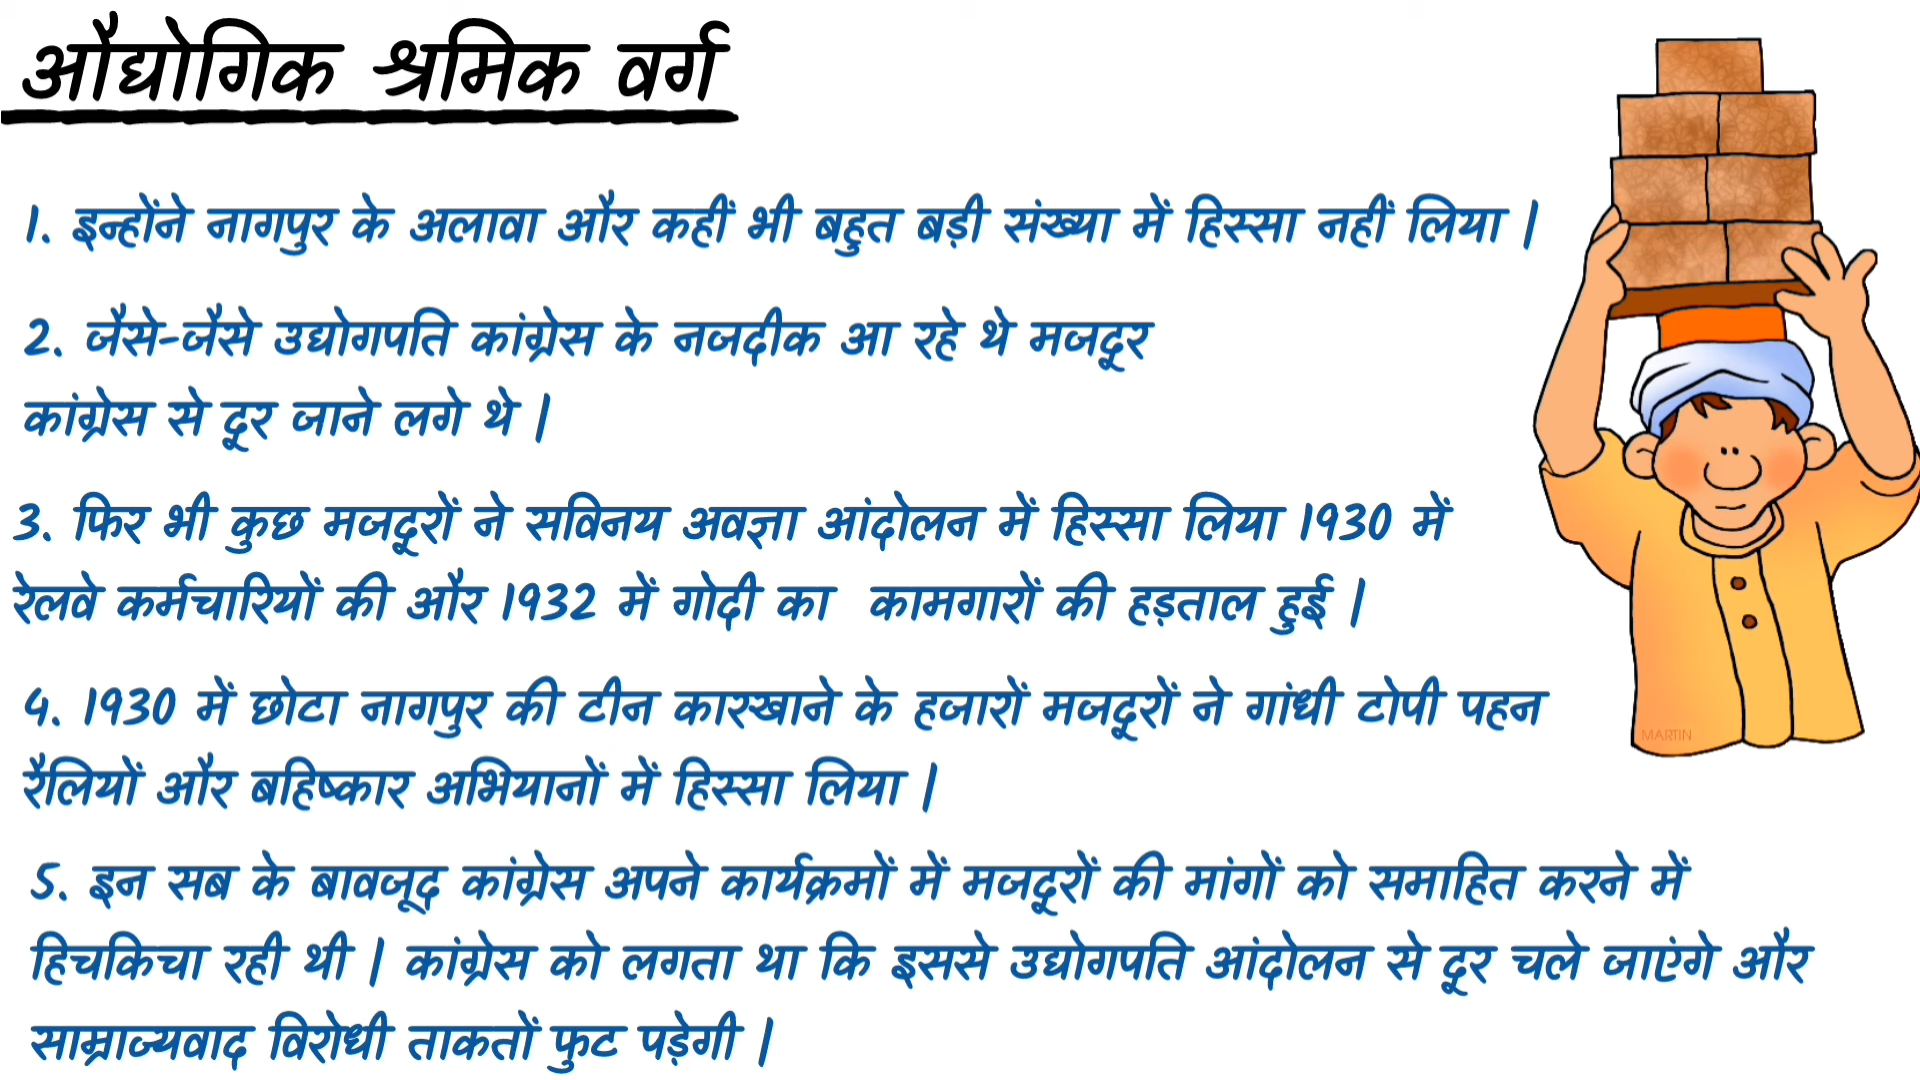 औद्योगिक श्रमिक वर्ग
1. इन्होंने नागपुर के अलावा और कहीं भी बहुत बड़ी संख्या में हिस्सा नहीं लिया |
2. जैसे-जैसे उद्योगपति कांग्रेस के नजदीक आ रहे थे मजदूर
कांग्रेस से दूर जाने लगे थे |
3. फिर भी कुछ मजदूरों ने सविनय अवज्ञा आंदोलन में हिस्सा लिया 1930 में
रेलवे कर्मचारियों की और 1932 में गोदी का कामगारों की हड़ताल हुई |
4. 1930 में छोटा नागपुर की टीन कारखाने के हजारों मजदूरों ने गांधी टोपी पहन
रैलियों और बहिष्कार अभियानों में हिस्सा लिया |
5. इन सब के बावजूद कांग्रेस अपने कार्यक्रमों में मजदूरों की मांगों को समाहित करने में
हिचकिचा रही थी | कांग्रेस को लगता था कि इससे उद्योगपति आंदोलन से दूर चले जाएंगे और
साम्राज्यवाद विरोधी ताकतों फुट पड़ेगी |
MARTIN